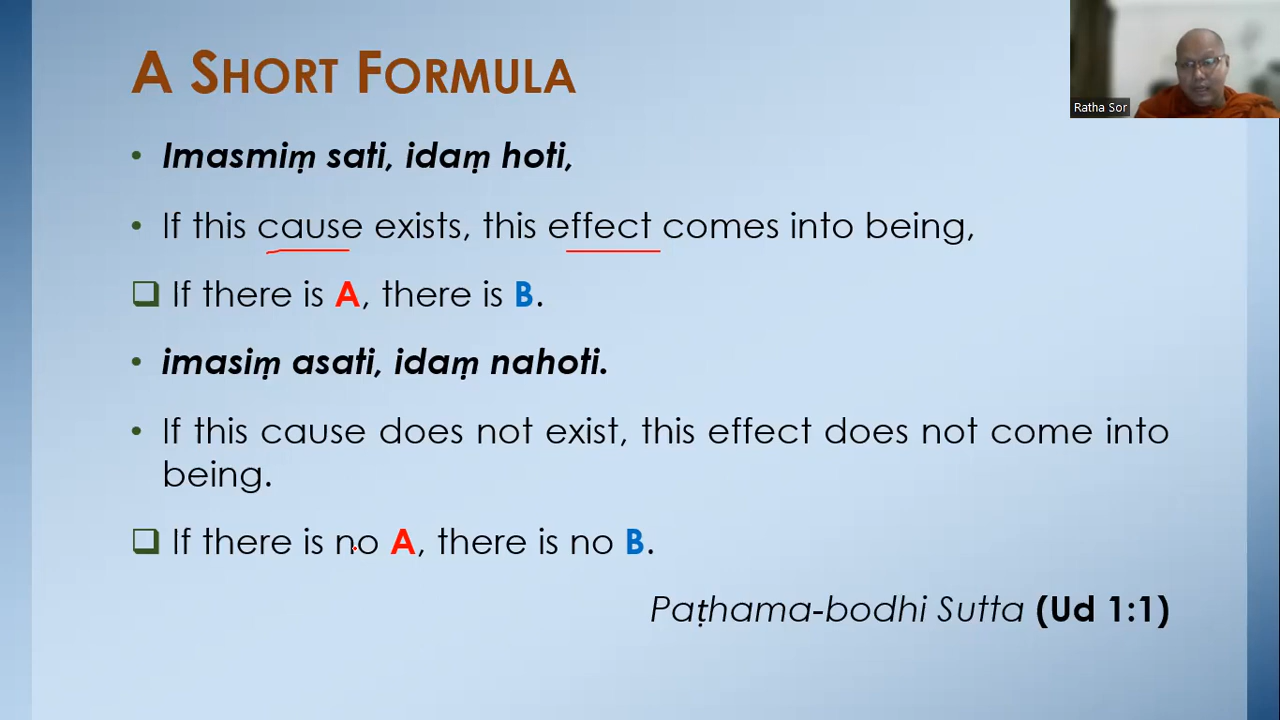 A SHORT FORMULA
Ratha Sor
• Imasmiṃ sati, idaṃ hoti,
• If this cause exists, this effect comes into being,
❑ If there is A, there is B.
• imasiṃ asati, idaṃ nahoti.
• If this cause does not exist, this effect does not come into
being.
❑ If there is no A, there is no B.
Paṭhama-bodhi Sutta (Ud 1:1)